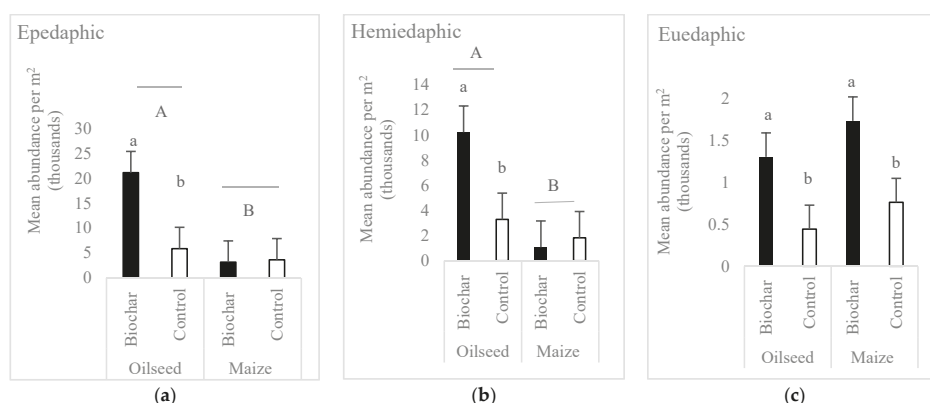 Epedaphic
Mean abundance per m2
(thousands)
30
25
20
15
10
5
0
A
a
b
B
Biochar
Control
Biochar
Control
Oilseed
Maize
(a)
Hemiedaphic
Mean abundance per m2
(thousands)
14
12
10
8
6
4
2
0
A
a
b
B
Biochar
Control
Biochar
Control
Oilseed
Maize
(b)
Euedaphic
Mean abundance per m2
(thousands)
2
1.5
1
0.5
0
a
b
a
b
Biochar
Control
Biochar
Control
Oilseed
Maize
(c)